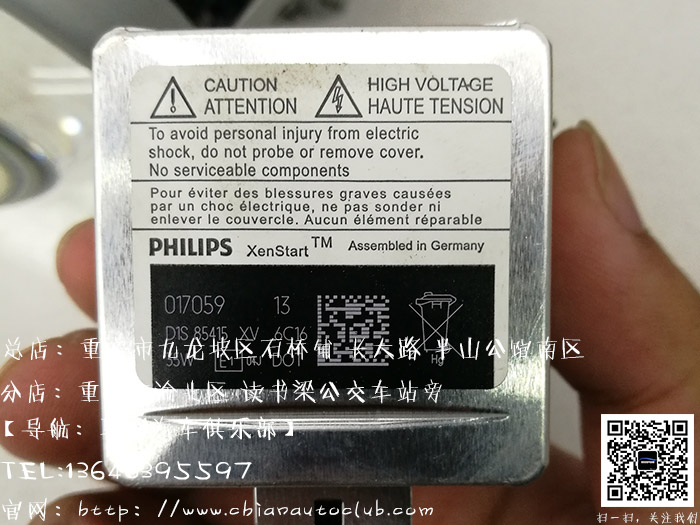 CAUTION
ATTENTION
HIGH VOLTAGE
HAUTE TENSION
To avoid personal injury from electric
shock, do not probe or remove cover.
No serviceable components
Pour éviter des blessures graves causées
par un choc électrique, ne pas sonder ni
enlever le couvercle. Aucun élément réparable
PHILIPS XenStart™ Assembled in Germany
017059 13
D1S 85415 XV 6C16
35W E1 DOT
Hg
总店: 重 市九龙坡区石桥铺 长大路 半山公馆南区
分店: 重 渝北区 读书梁公交车站旁
【导航: 车俱乐部】
官网: http: //www.cbianautoclub.com
扫一扫,关注我们